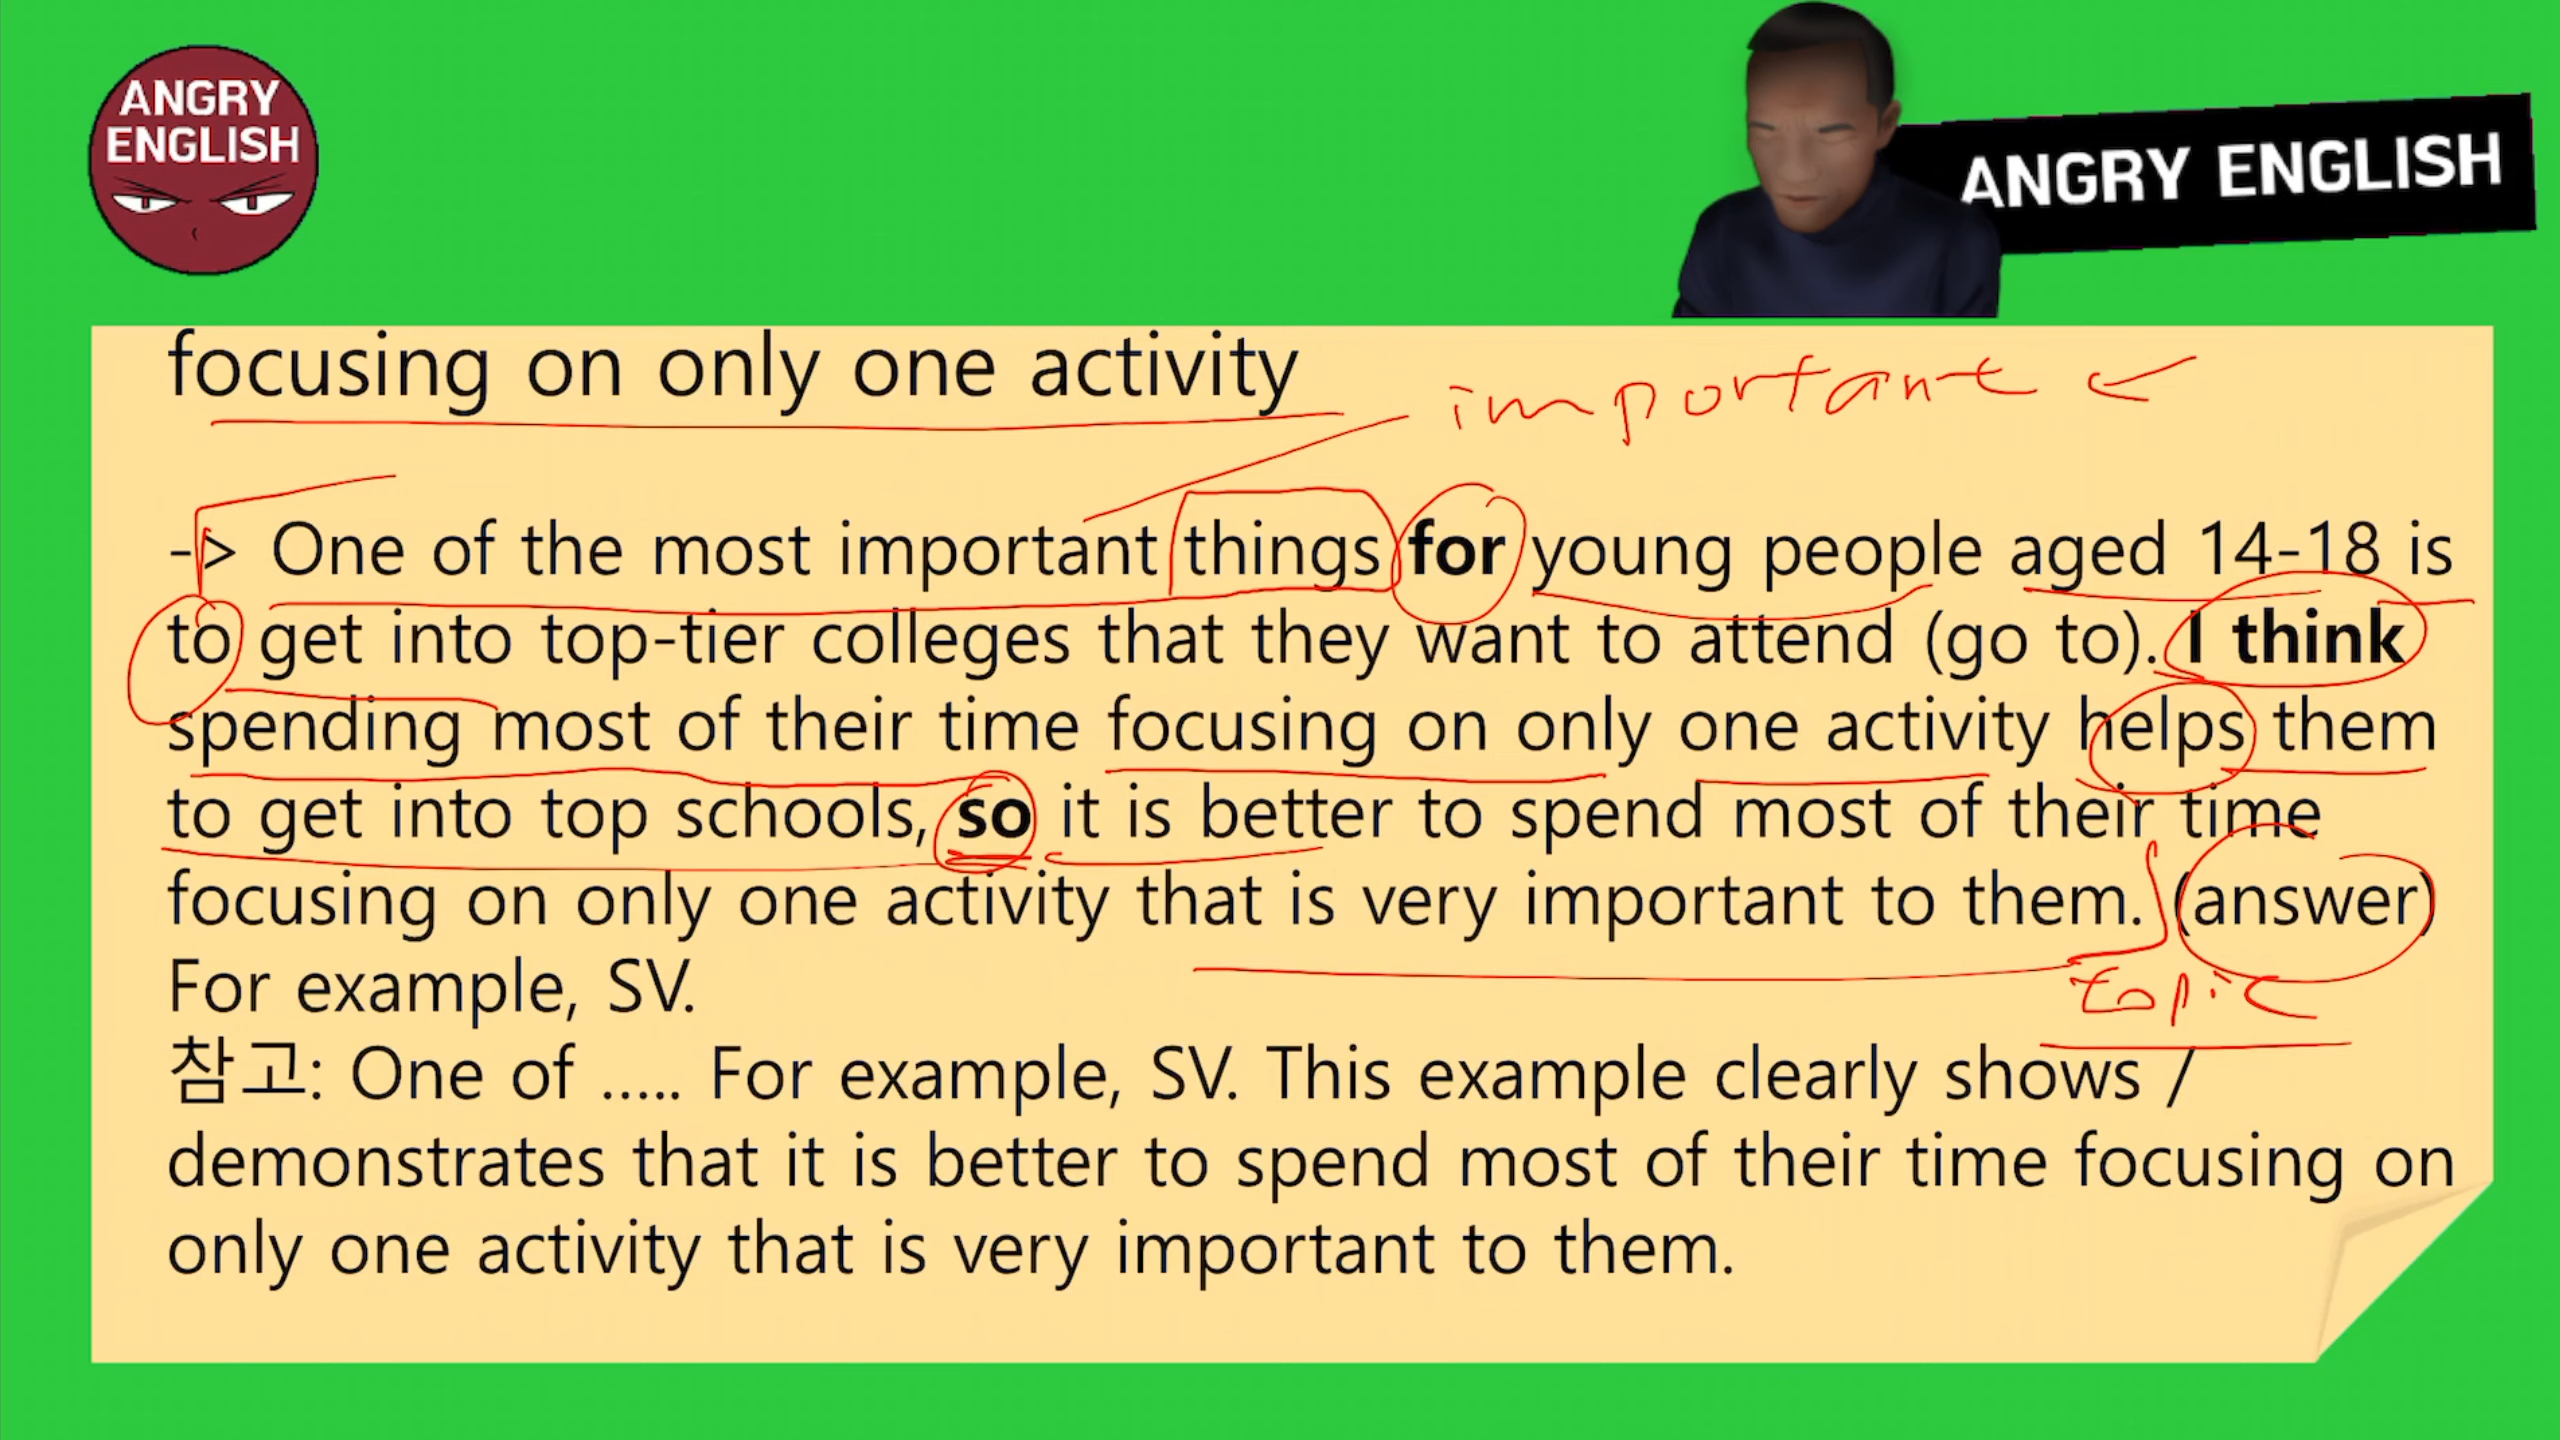 ANGRY
ENGLISH
ANGRY ENGLISH
focusing on only one activity
important
-> One of the most important things for young people aged 14-18 is
to get into top-tier colleges that they want to attend (go to). I think
spending most of their time focusing on only one activity helps them
to get into top schools, so it is better to spend most of their time
focusing on only one activity that is very important to them. (answer)
topic
For example, SV.
참고: One of ..... For example, SV. This example clearly shows /
demonstrates that it is better to spend most of their time focusing on
only one activity that is very important to them.